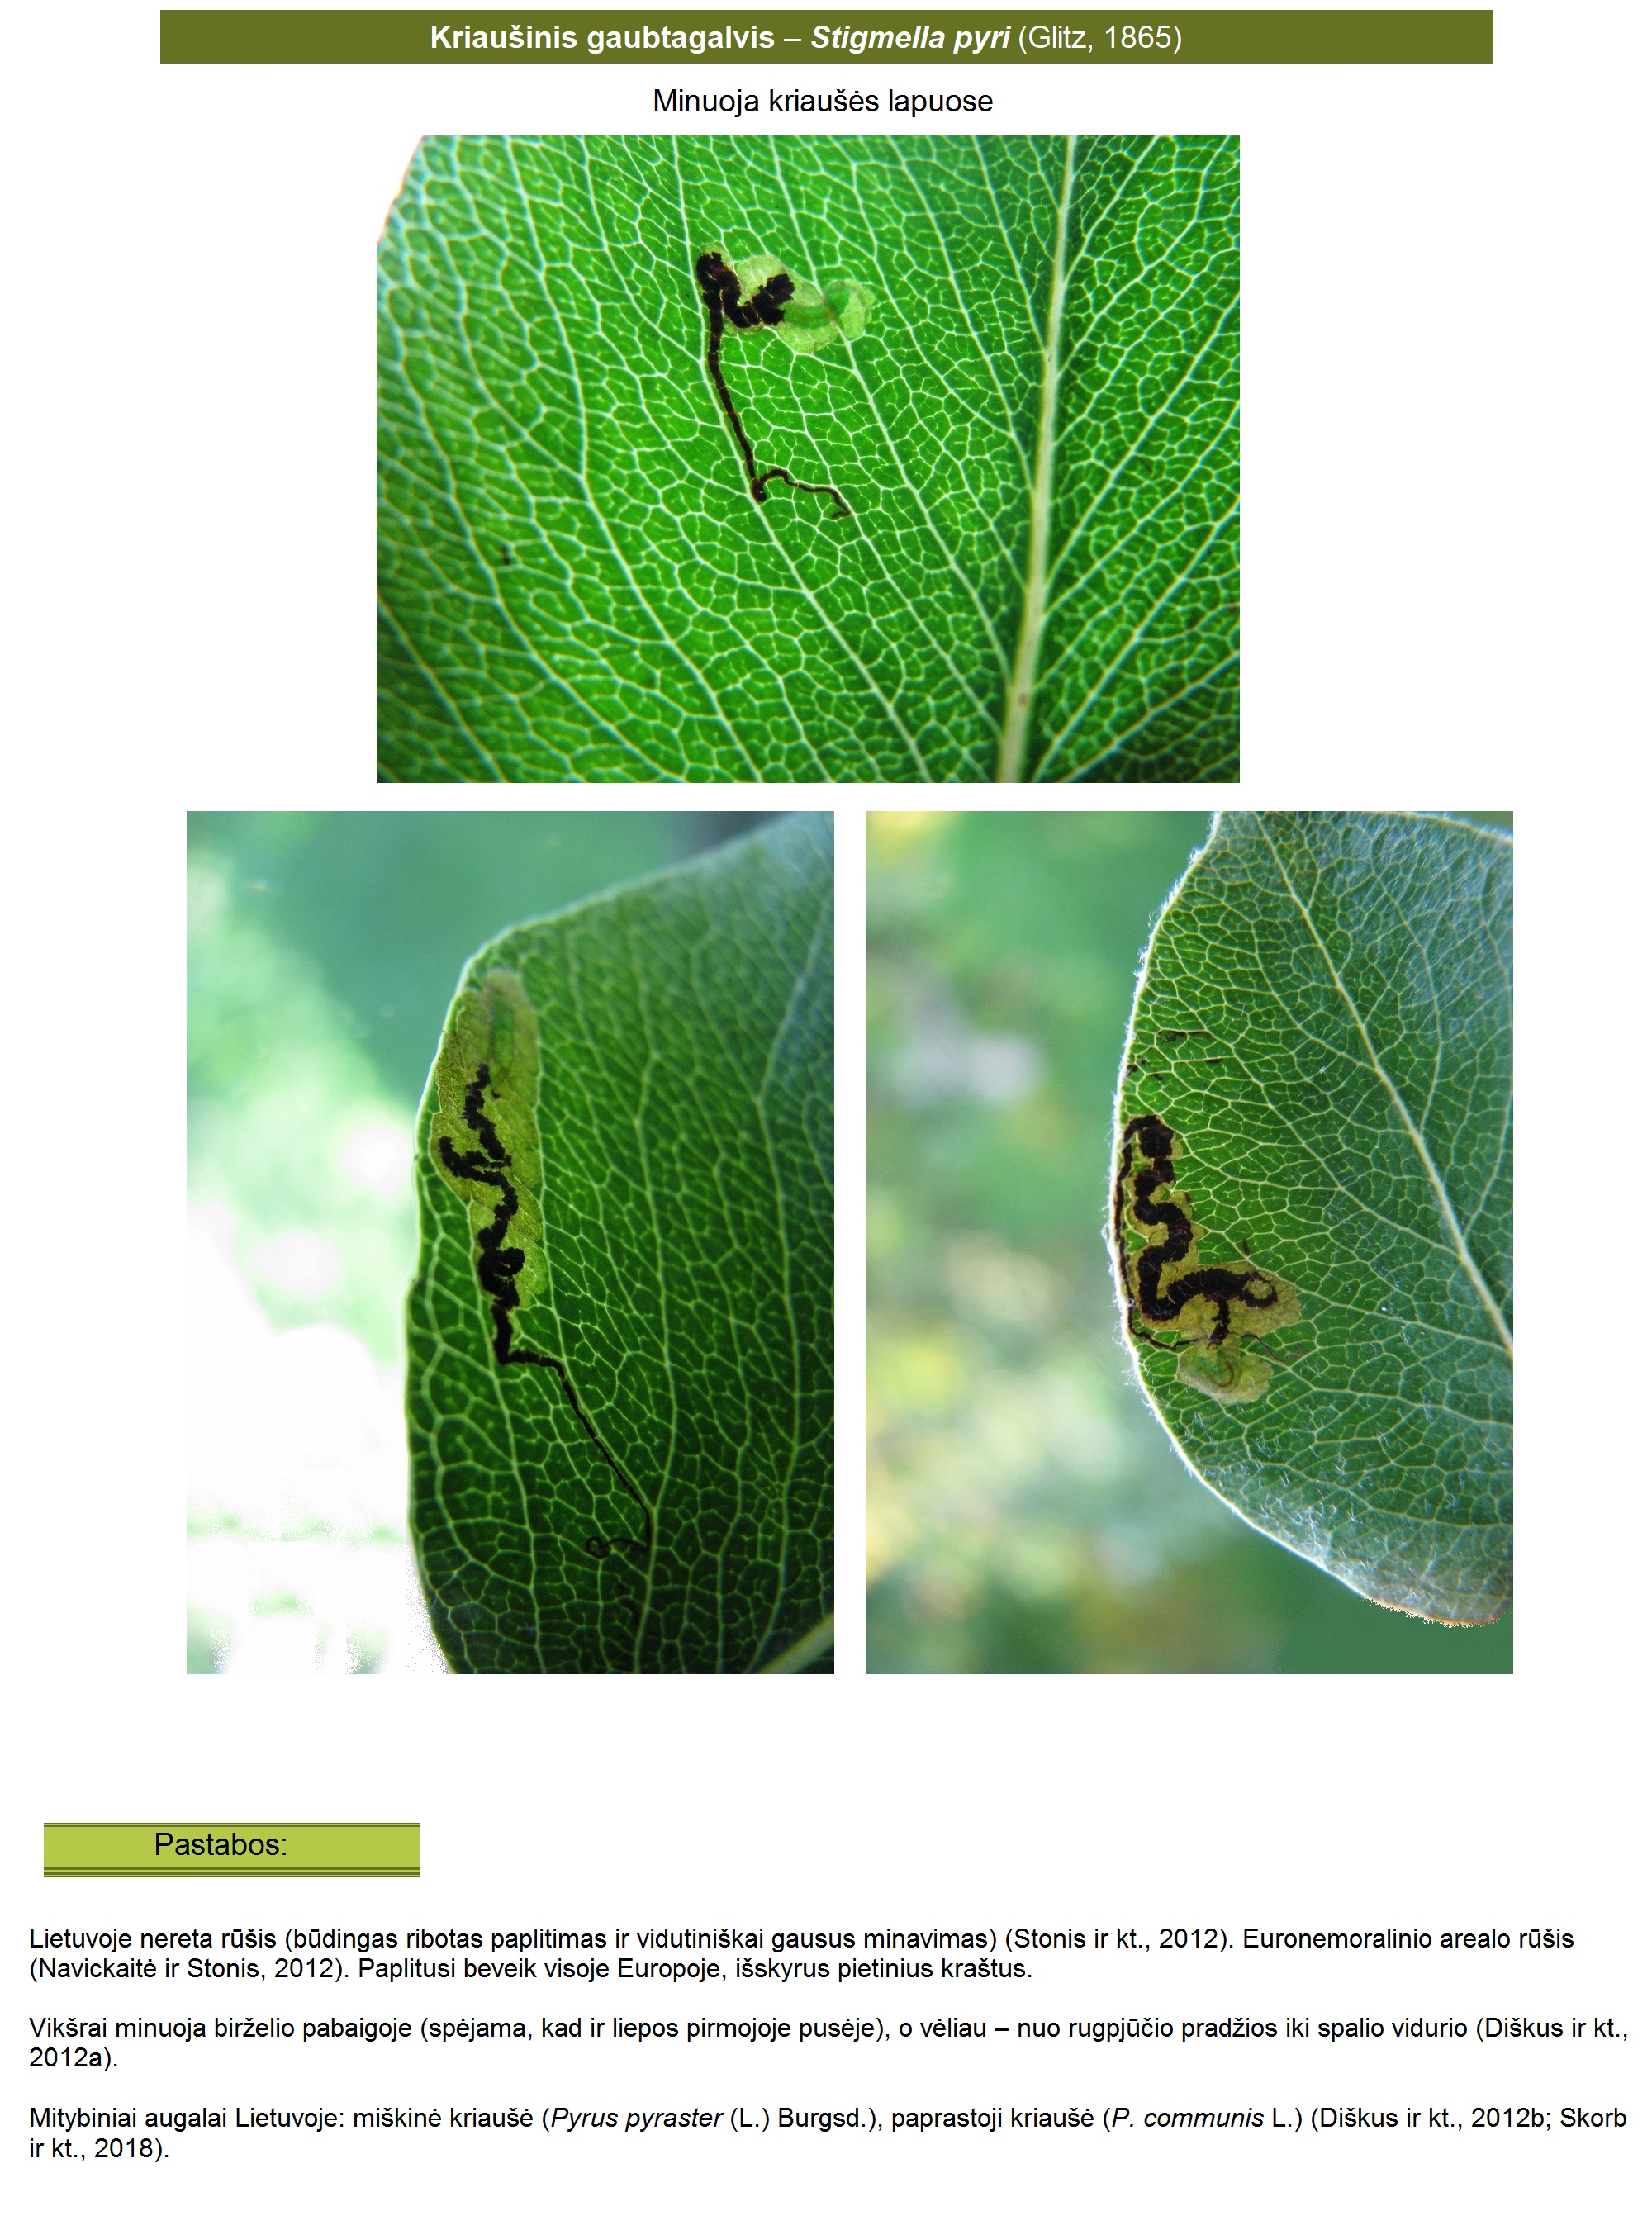 Kriaušinis gaubtagalvis – Stigmella pyri (Glitz, 1865)
Minuoja kriaušės lapuose
Pastabos:
Lietuvoje nereta rūšis (būdingas ribotas paplitimas ir vidutiniškai gausus minavimas) (Stonis ir kt., 2012). Euronemoralinio arealo rūšis
(Navickaitė ir Stonis, 2012). Paplitusi beveik visoje Europoje, išskyrus pietinius kraštus.
Vikšrai minuoja birželio pabaigoje (spėjama, kad ir liepos pirmojoje pusėje), o vėliau – nuo rugpjūčio pradžios iki spalio vidurio (Diškus ir kt.,
2012a).
Mitybiniai augalai Lietuvoje: miškinė kriaušė (Pyrus pyraster (L.) Burgsd.), paprastoji kriaušė (P. communis L.) (Diškus ir kt., 2012b; Skorb
ir kt., 2018).